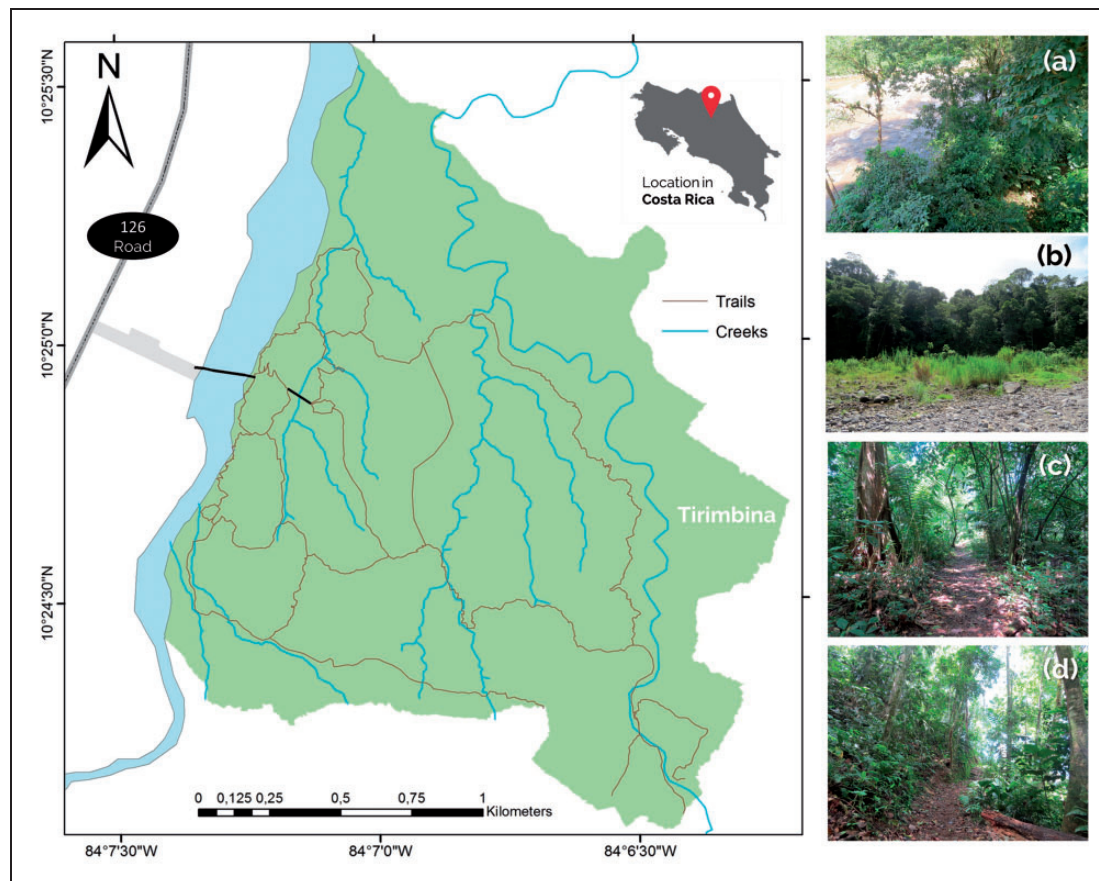 N
126
Road
10°25'30"N
10°25'0"N
10°24'30"N
Location in
Costa Rica
Trails
Creeks
Tirimbina
0 0,125 0,25 0,5 0,75 1
Kilometers
84°7'30"W 84°7'0"W 84°6'30"W
(a)
(b)
(c)
(d)